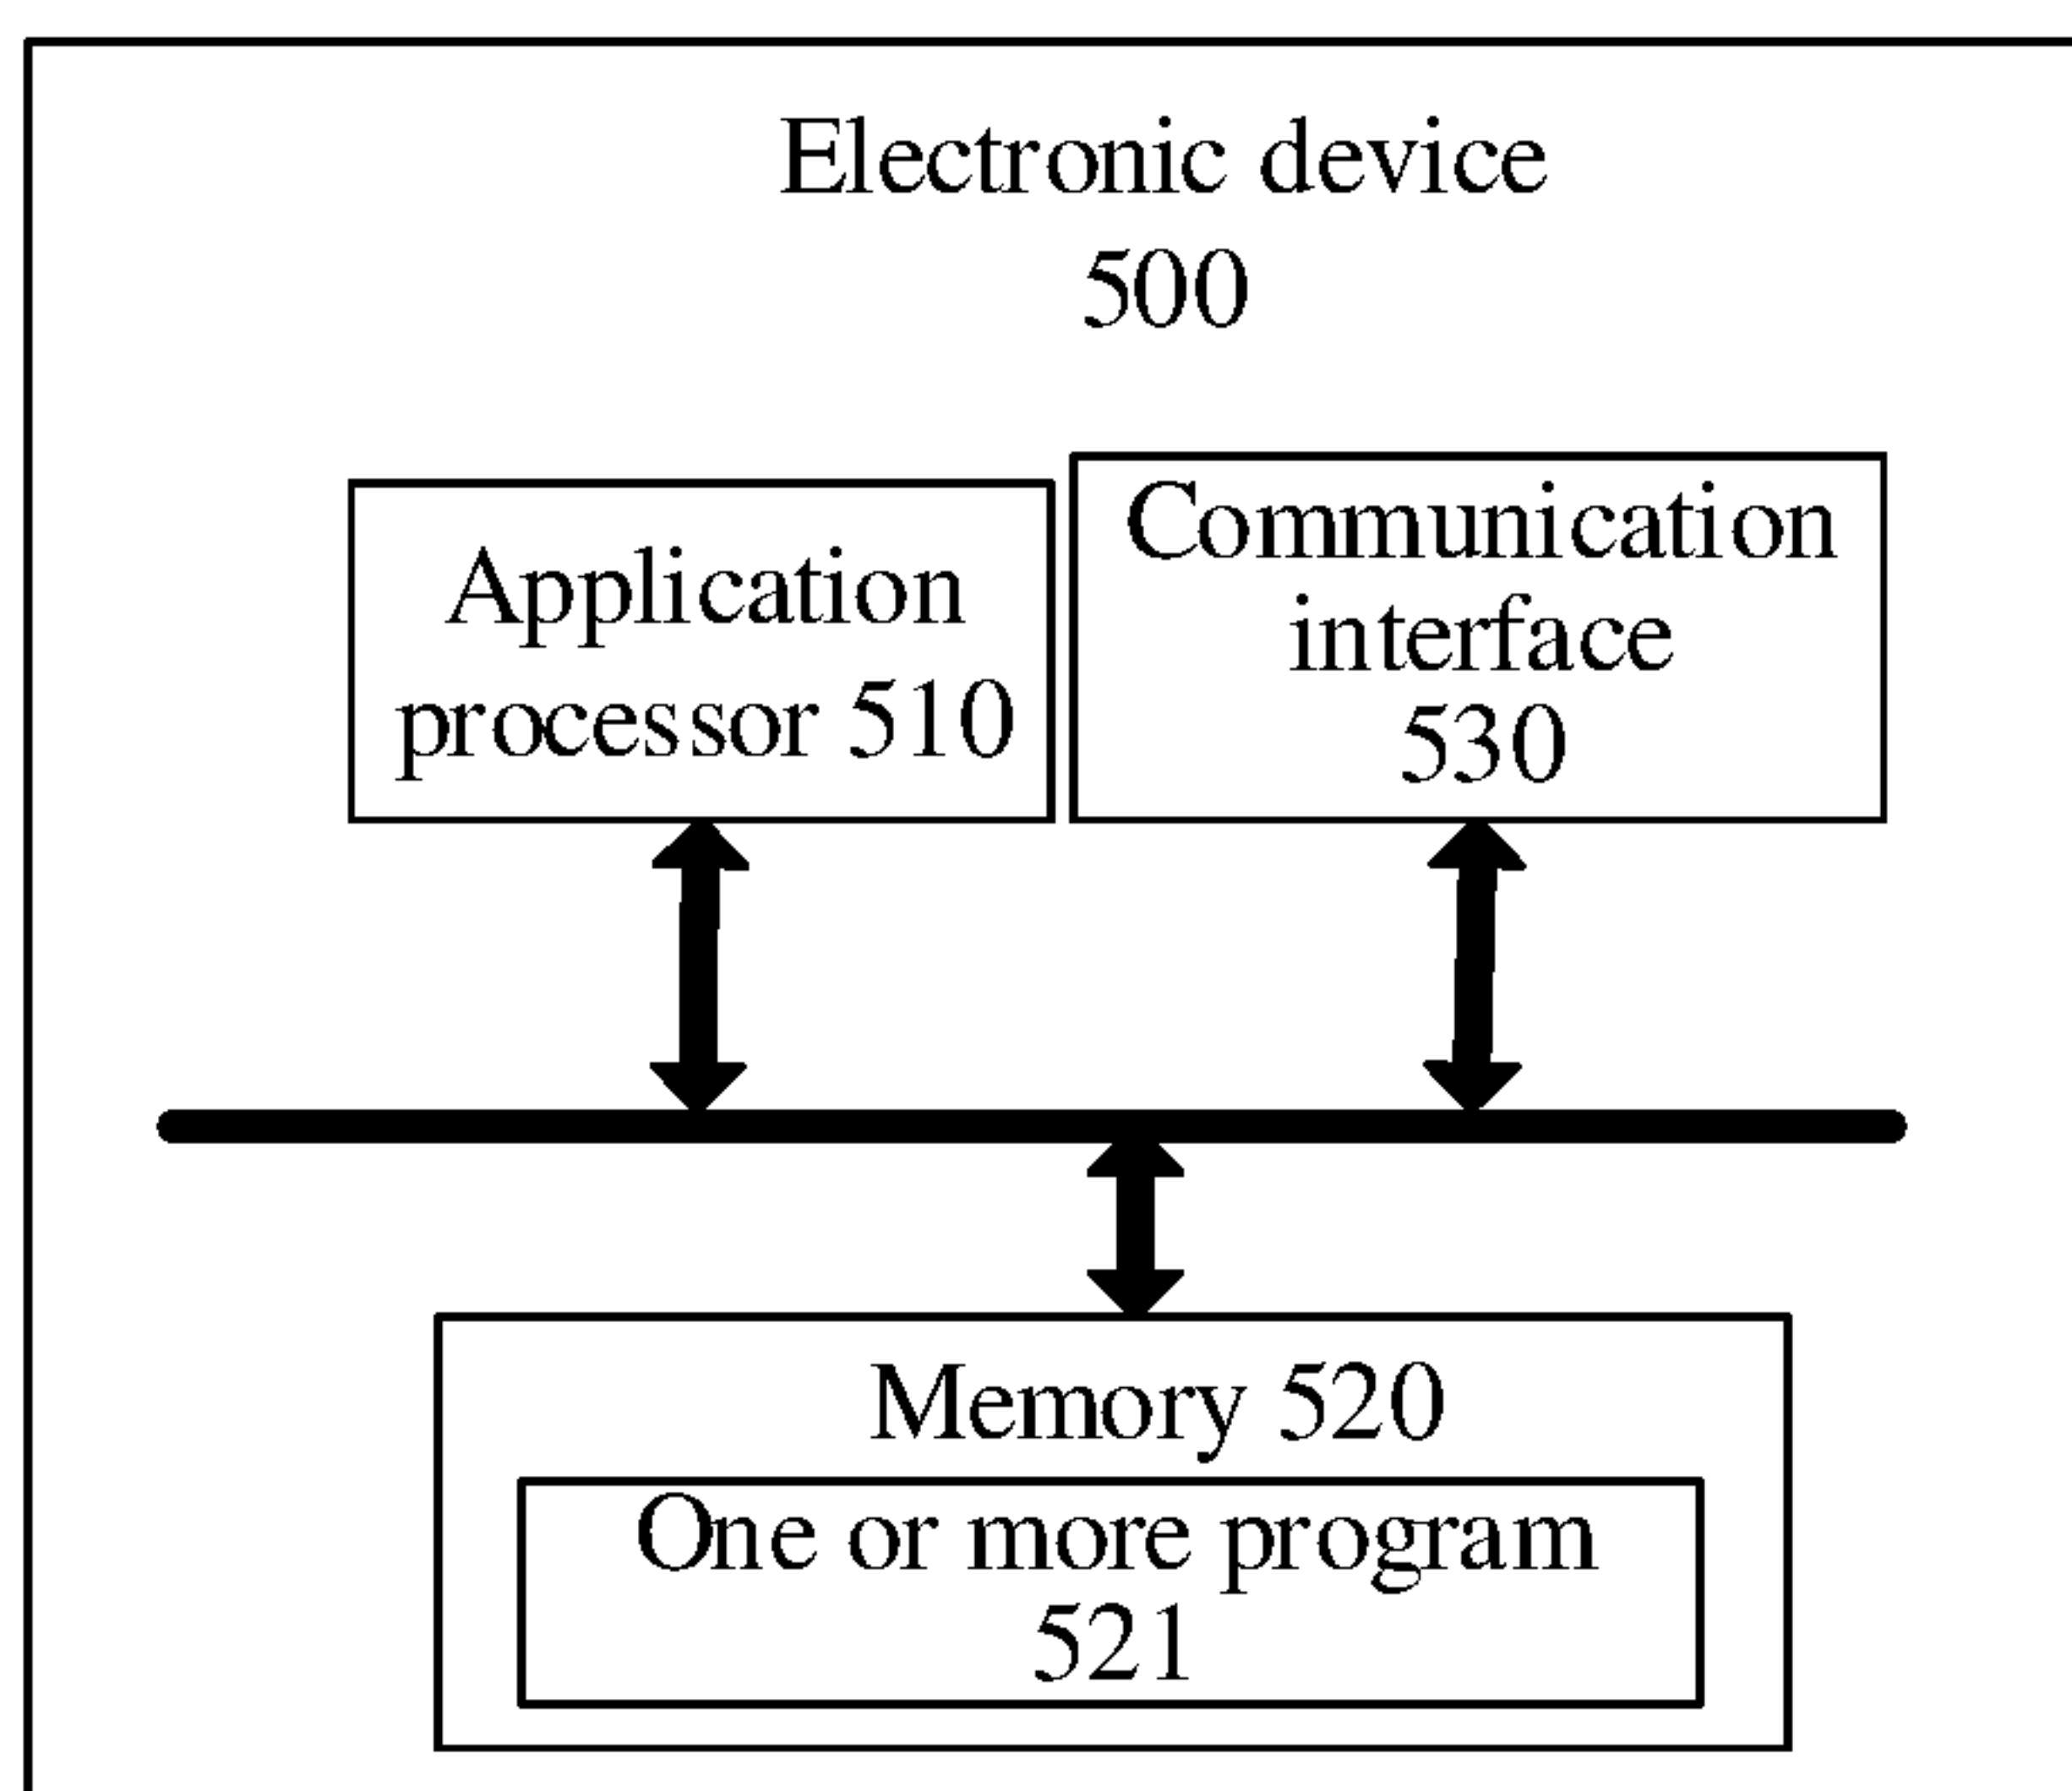 Electronic device
500
Application
processor 510
Communication
interface
530
Memory 520
One or more program
521